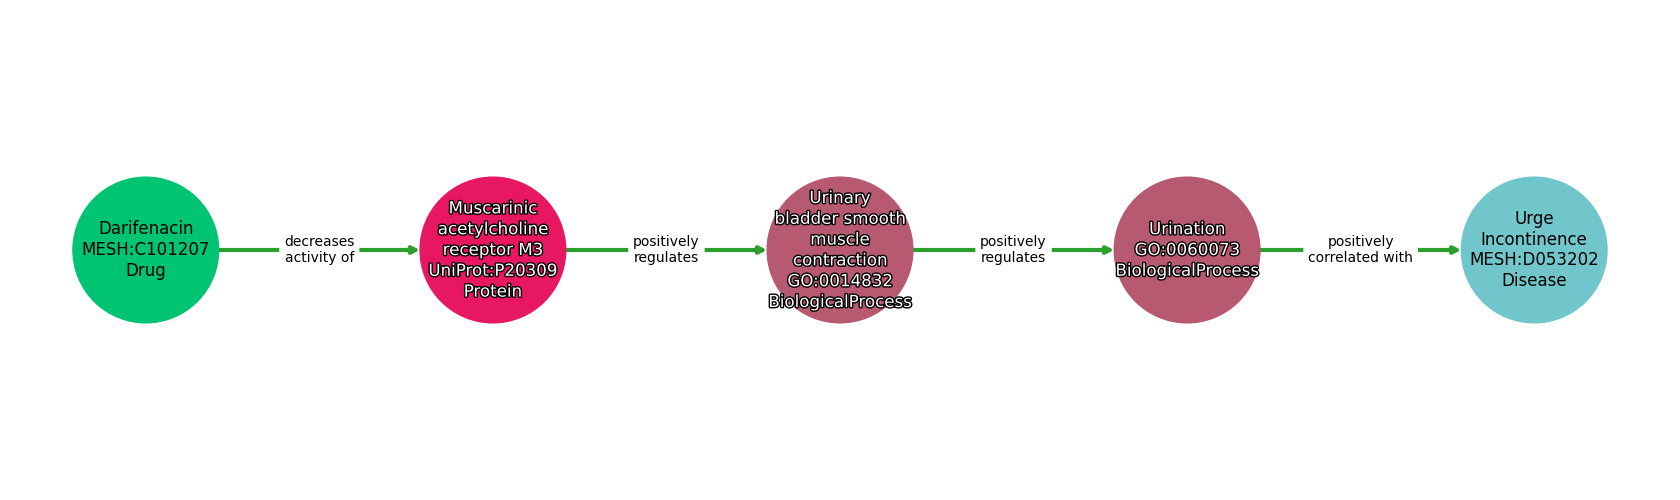 Darifenacin
MESH:C101207
Drug
decreases
activity of
Muscarinic
acetylcholine
receptor M3
UniProt:P20309
Protein
positively
regulates
Urinary
bladder smooth
muscle
contraction
GO:0014832
BiologicalProcess
positively
regulates
Urination
GO:0060073
BiologicalProcess
positively
correlated with
Urge
Incontinence
MESH:D053202
Disease